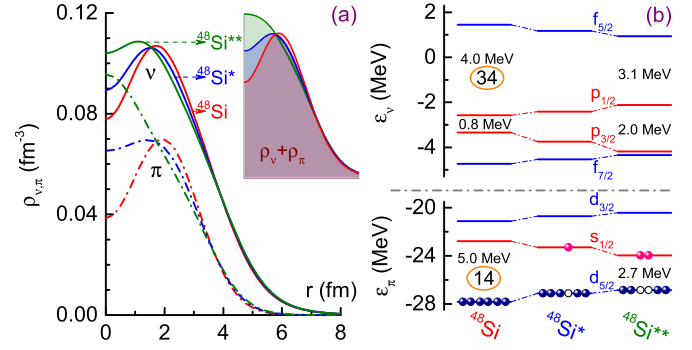 (a)
0.12
0.08
0.04
0.00
ρν,π (fm⁻³)
⁴⁸Si**
⁴⁸Si*
⁴⁸Si
ν
π
ρν+ρπ
r (fm)
0 2 4 6 8
(b)
2
0
-2
-4
εν (MeV)
f5/2
4.0 MeV
34
3.1 MeV
p1/2
0.8 MeV
p3/2
2.0 MeV
f7/2
-20
-24
-28
επ (MeV)
d3/2
s1/2
5.0 MeV
14
d5/2
2.7 MeV
⁴⁸Si ⁴⁸Si* ⁴⁸Si**